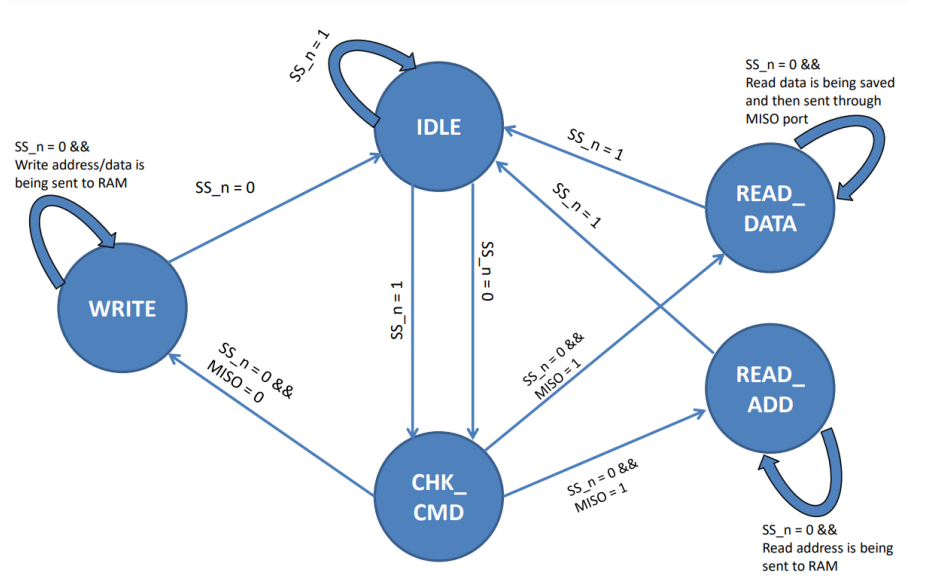 SS_n = 1
IDLE
SS_n = 0 &&
Read data is being saved
and then sent through
MISO port
SS_n = 0 &&
Write address/data is
being sent to RAM
SS_n = 0
SS_n = 1
SS_n = 1
READ_
DATA
WRITE
SS_n = 1
SS_n = 0
SS_n = 0 &&
MISO = 0
SS_n = 0 &&
MISO = 1
READ_
ADD
CHK_
CMD
SS_n = 0 &&
MISO = 1
SS_n = 0 &&
Read address is being
sent to RAM